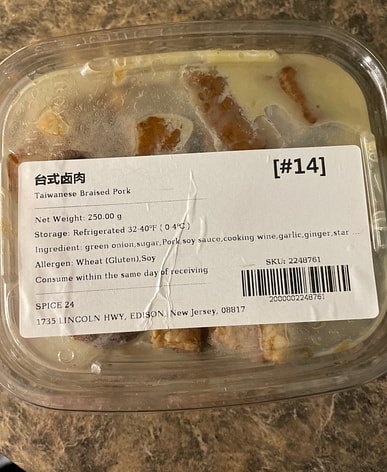 台式卤肉
[#14]
Taiwanese Braised Pork
Net Weight: 250.00 g
Storage: Refrigerated 32-40°F ( 0-4℃ )
Ingredient: green onion,sugar,Pork,soy sauce,cooking wine,garlic,ginger,star ...
Allergen: Wheat (Gluten),Soy
Consume within the same day of receiving
SKU: 2248761
2000002248761
SPICE 24
1735 LINCOLN HWY, EDISON, New Jersey, 08817